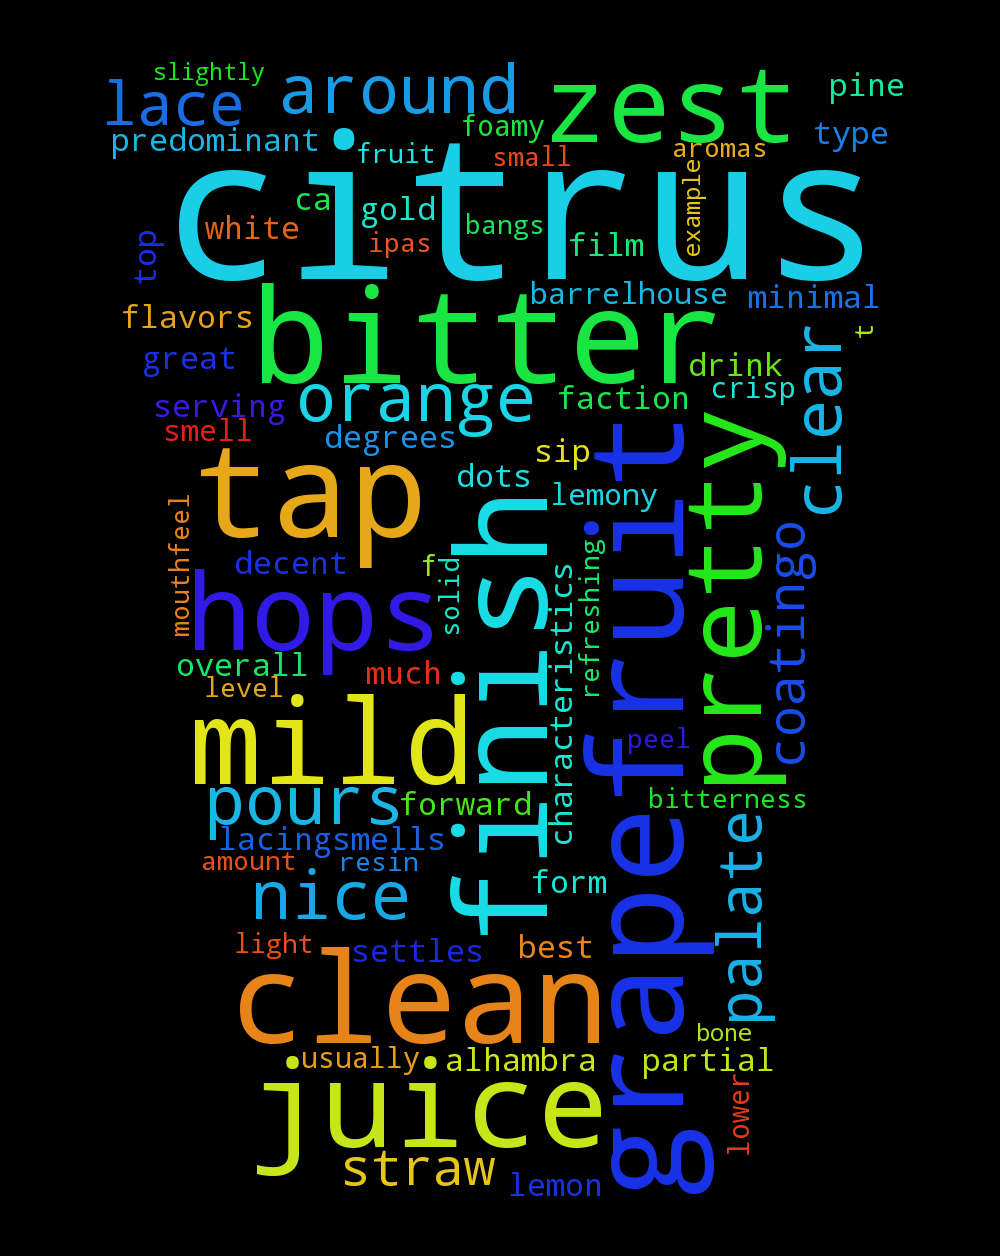 slightly
lace
around
zest
pine
predominant
foamy
type
fruit
small
aromas
citrus
ca
gold
white
ipas
bangs
example
film
top
barrelhouse
minimal
flavors
bitter
t
great
drink
clear
serving
orange
faction
crisp
smell
degrees
sip
tap
dots
lemony
pretty
mouthfeel
decent
f
solid
finish
refreshing
grapefruit
coatingo
hops
characteristics
overall
much
level
mild
peel
pours
forward
bitterness
lacingsmells
amount
resin
nice
form
palate
light
settles
best
clean
bone
usually
alhambra
partial
juice
lower
straw
lemon